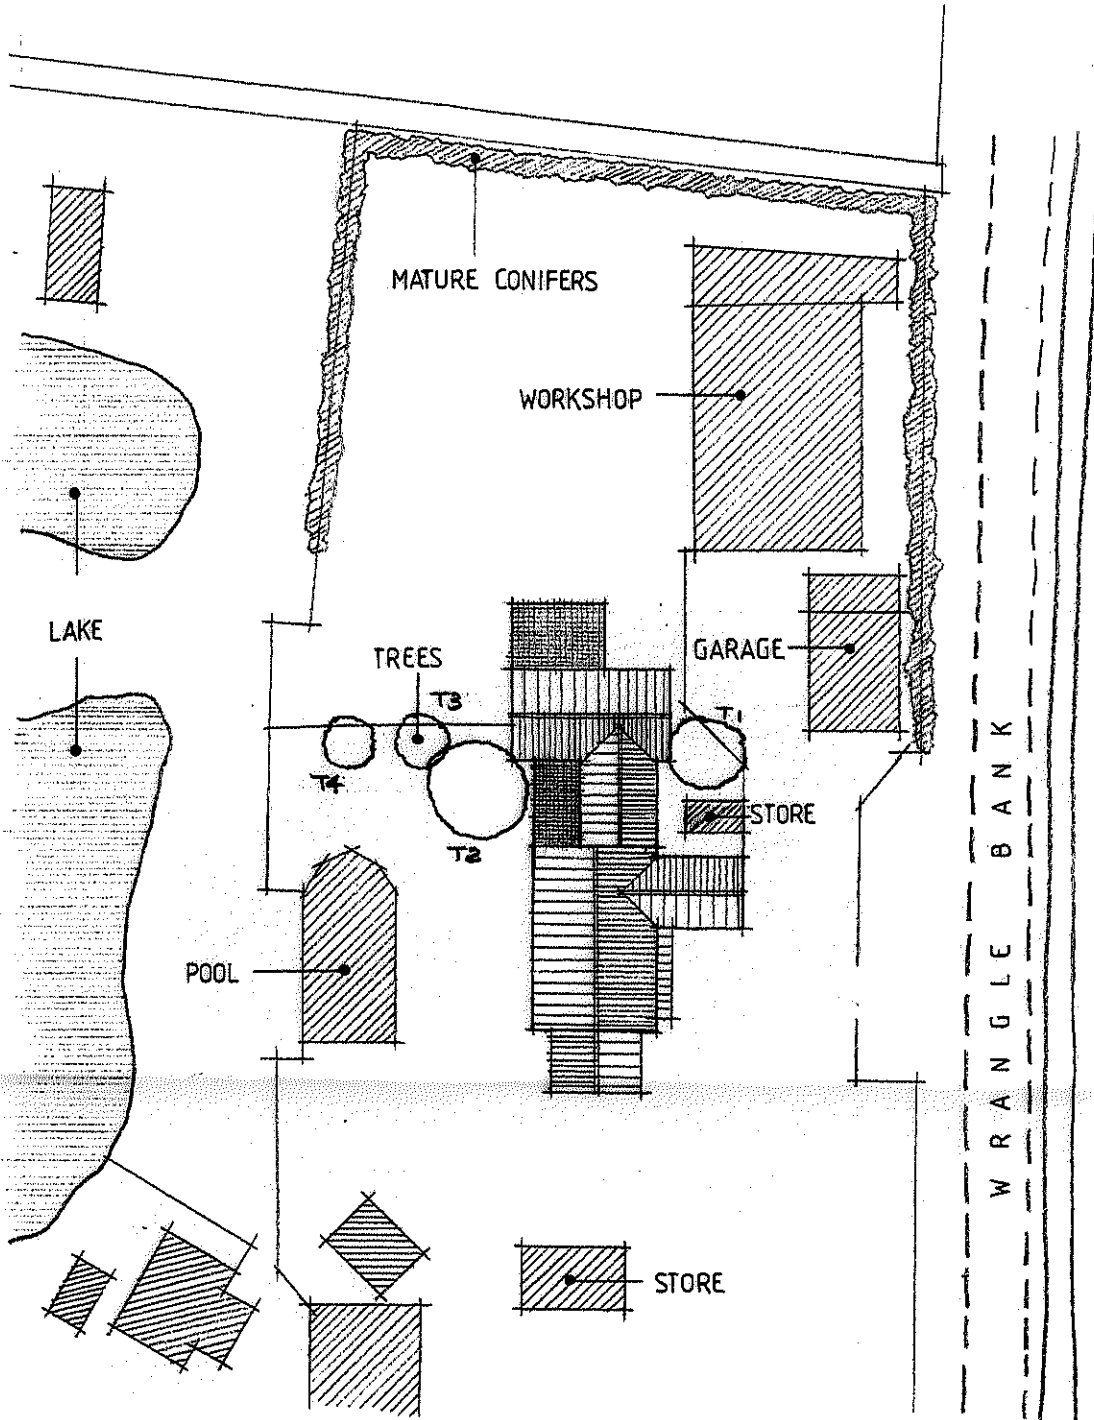 MATURE CONIFERS
WORKSHOP
LAKE
TREES
GARAGE
T3
T1
T4
STORE
T2
POOL
WRANGLE BANK
STORE